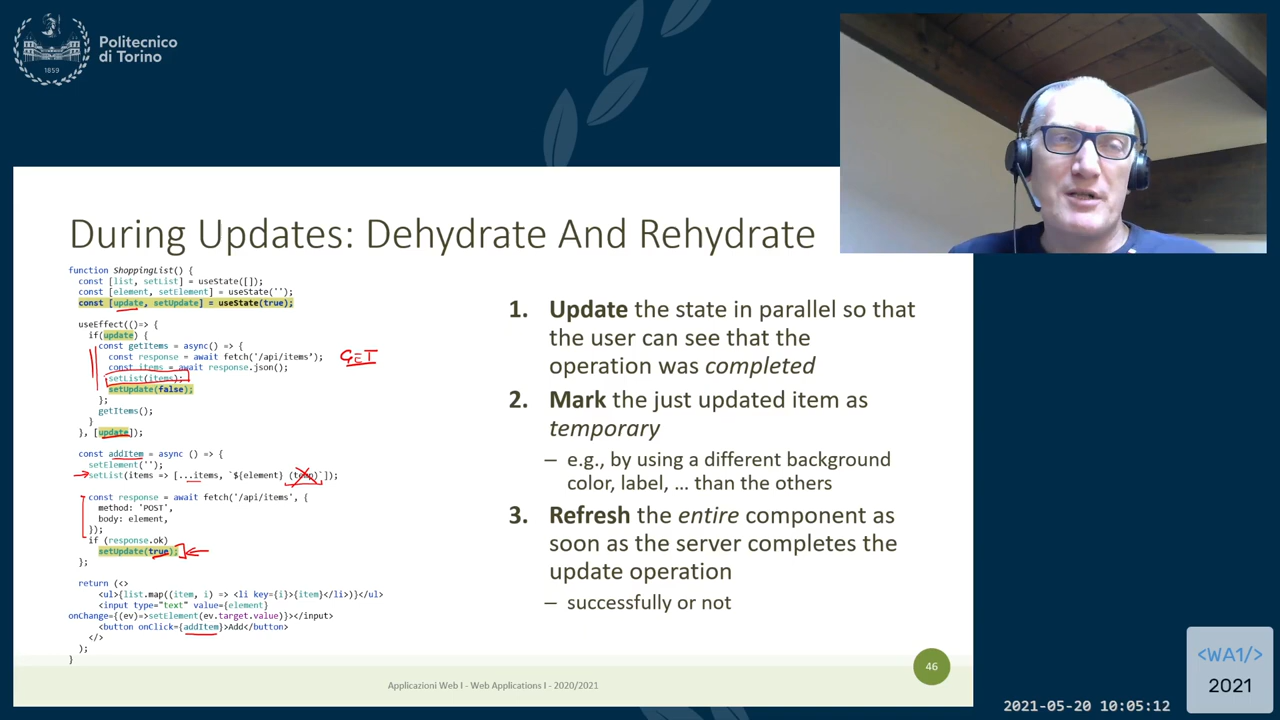 Politecnico
di Torino
1859
During Updates: Dehydrate And Rehydrate
function ShoppingList() {
const [list, setList] = useState([]);
const [element, setElement] = useState('');
const [update, setUpdate] = useState(true);
useEffect(()=> {
if(update) {
const getItems = async() => {
const response = await fetch('/api/items');
GET
const items = await response.json();
setList(items);
setUpdate(false);
};
getItems();
}
}, [update]);
const addItem = async () => {
setElement('');
setList(items => [...items, `${element} (temp)`]);
const response = await fetch('/api/items', {
method: 'POST',
body: element,
});
if (response.ok)
setUpdate(true);
};
return (<>
<ul>{list.map((item, i) => <li key={i}>{item}</li>)}</ul>
<input type="text" value={element}
onChange={(ev)=>setElement(ev.target.value)}></input>
<button onClick={addItem}>Add</button>
</>
);
}
1. Update the state in parallel so that
the user can see that the
operation was completed
2. Mark the just updated item as
temporary
– e.g., by using a different background
color, label, … than the others
3. Refresh the entire component as
soon as the server completes the
update operation
– successfully or not
Applicazioni Web I - Web Applications I - 2020/2021
46
<WA1/>
2021
2021-05-20 10:05:12